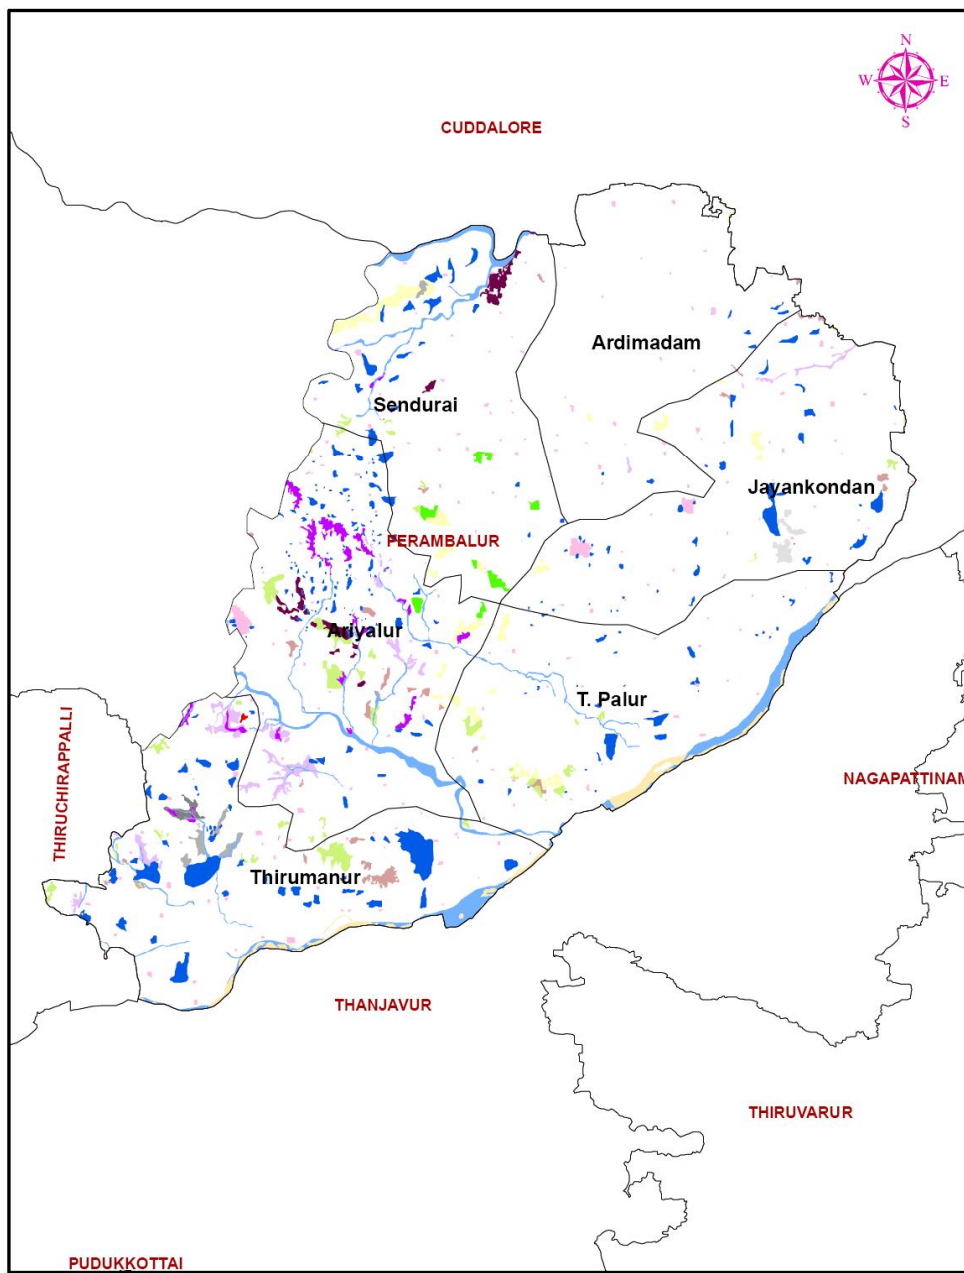 N
W E
S
CUDDALORE
Ardimadam
Sendurai
Jayankondan
PERAMBALUR
Ariyalur
T. Palur
THIRUCHIRAPPALLI
NAGAPATTINAM
Thirumanur
THANJAVUR
THIRUVARUR
PUDUKKOTTAI